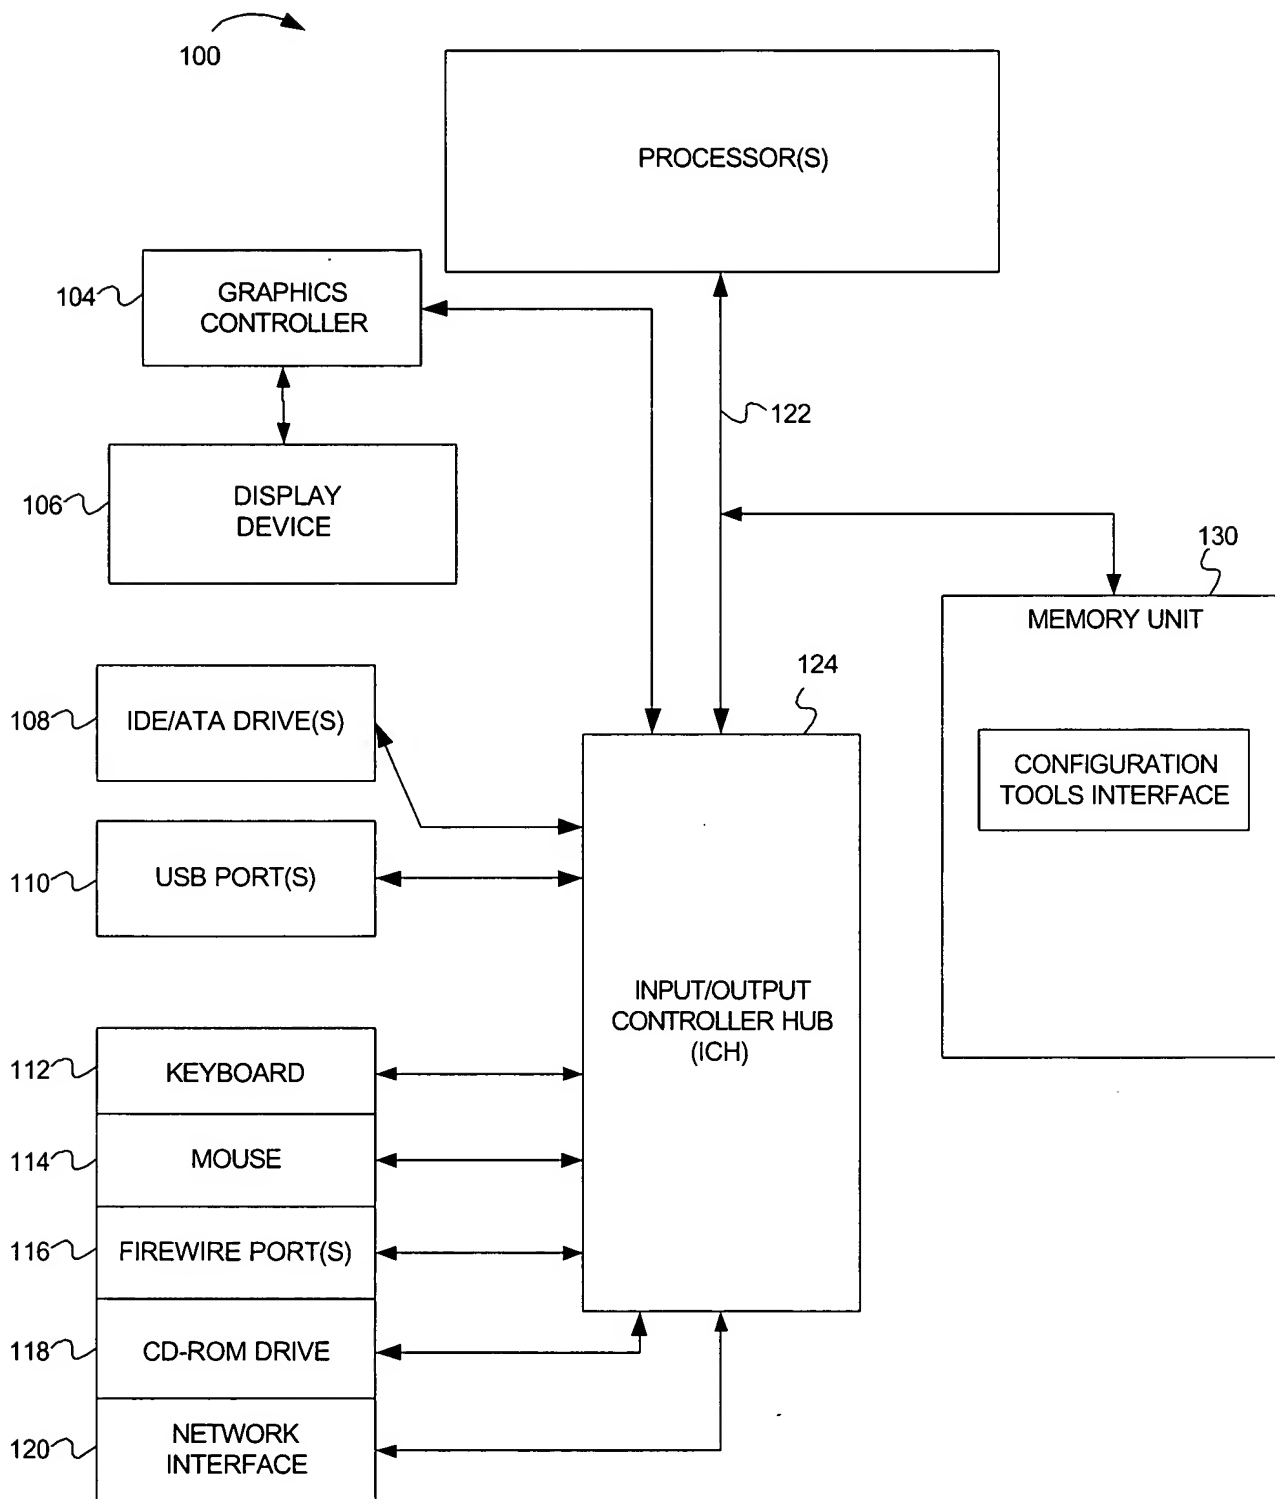 100
PROCESSOR(S)
104
GRAPHICS
CONTROLLER
122
106
DISPLAY
DEVICE
130
MEMORY UNIT
124
108
IDE/ATA DRIVE(S)
CONFIGURATION
TOOLS INTERFACE
110
USB PORT(S)
INPUT/OUTPUT
CONTROLLER HUB
(ICH)
112
KEYBOARD
114
MOUSE
116
FIREWIRE PORT(S)
118
CD-ROM DRIVE
120
NETWORK
INTERFACE